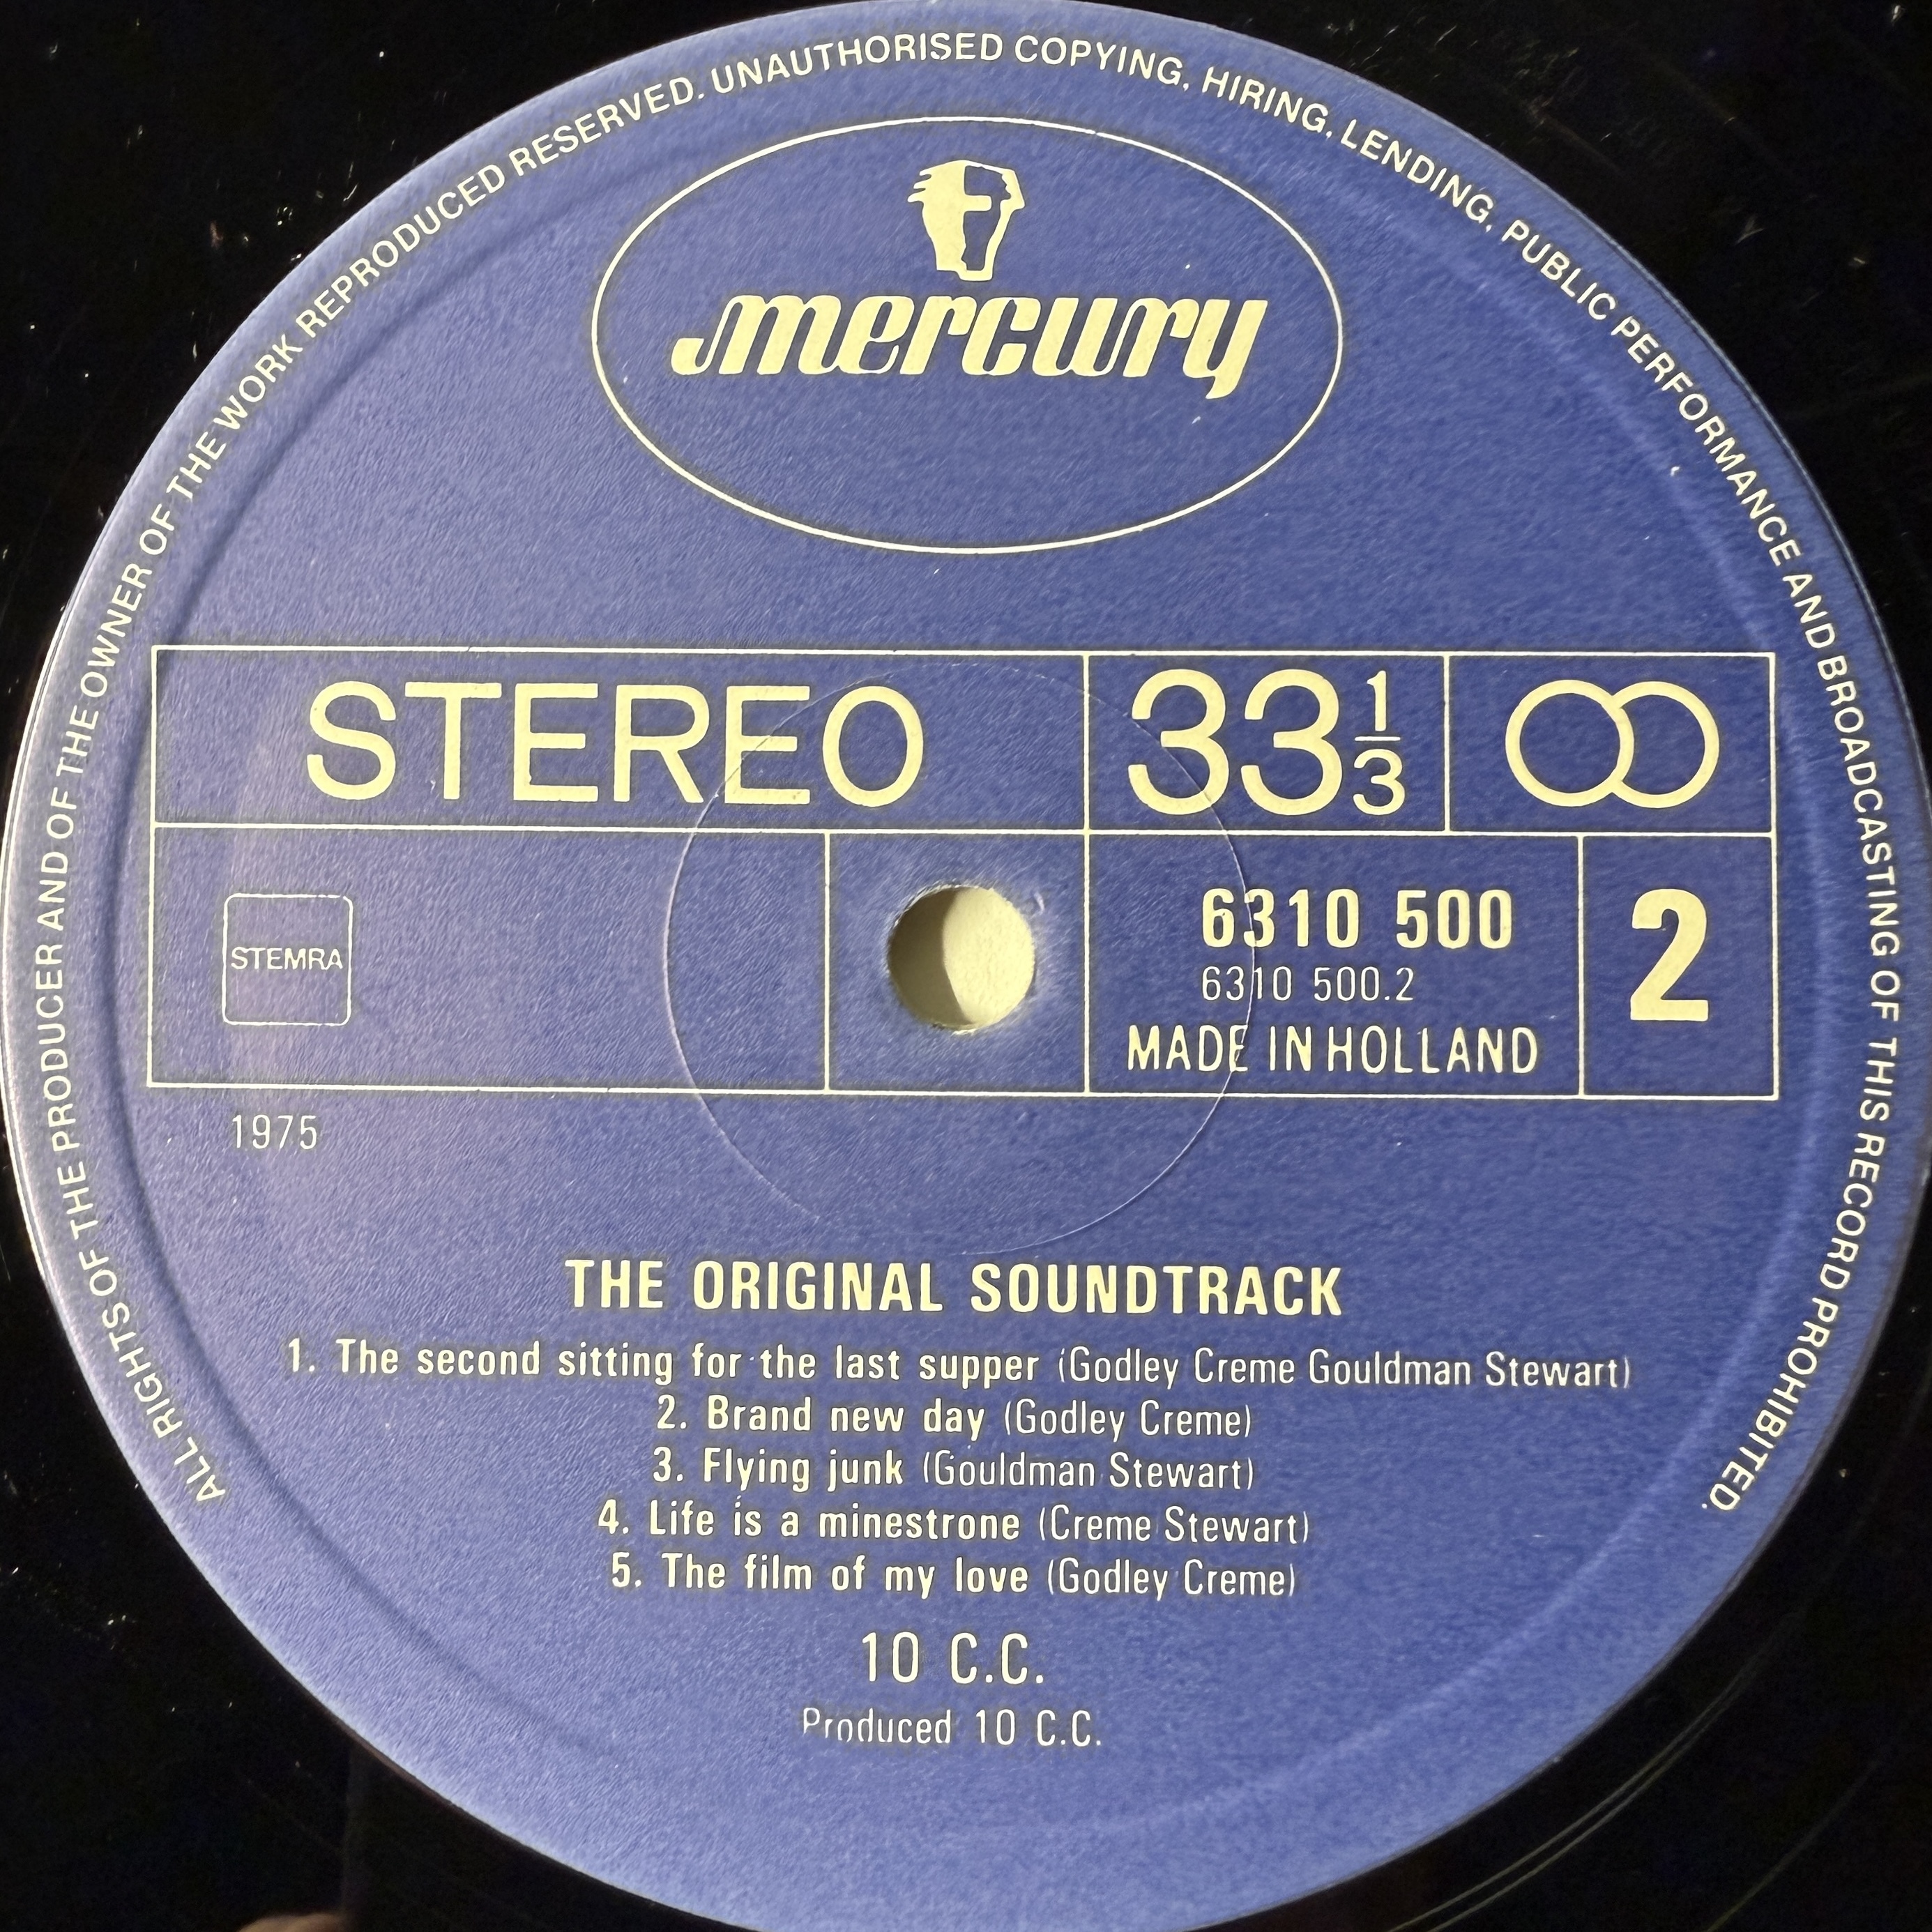 ALL RIGHTS OF THE PRODUCER AND OF THE OWNER OF THE WORK REPRODUCED RESERVED. UNAUTHORISED COPYING, HIRING, LENDING, PUBLIC PERFORMANCE AND BROADCASTING OF THIS RECORD PROHIBITED.
mercury
STEREO
33 1/3
STEMRA
6310 500
6310 500.2
MADE IN HOLLAND
2
1975
THE ORIGINAL SOUNDTRACK
1. The second sitting for the last supper (Godley Creme Gouldman Stewart)
2. Brand new day (Godley Creme)
3. Flying junk (Gouldman Stewart)
4. Life is a minestrone (Creme Stewart)
5. The film of my love (Godley Creme)
10 C.C.
Produced 10 C.C.